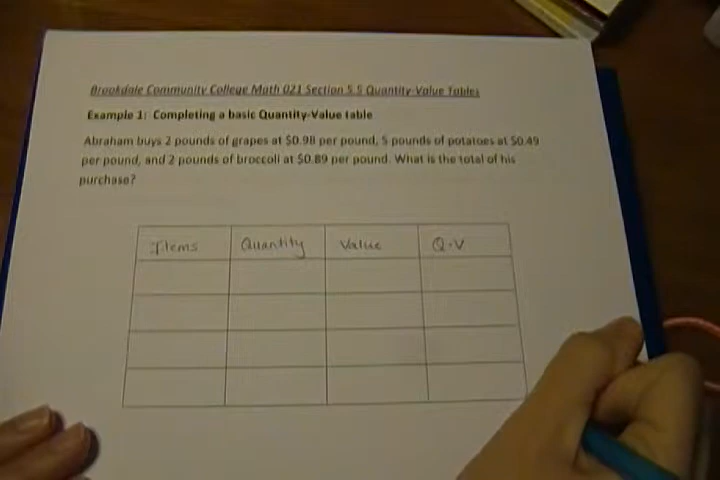 Brookdale Community College Math 021 Section 5.5 Quantity-Value Tables
Example 1: Completing a basic Quantity-Value table
Abraham buys 2 pounds of grapes at $0.98 per pound, 5 pounds of potatoes at $0.49
per pound, and 2 pounds of broccoli at $0.89 per pound. What is the total of his
purchase?
Items Quantity Value Q·V